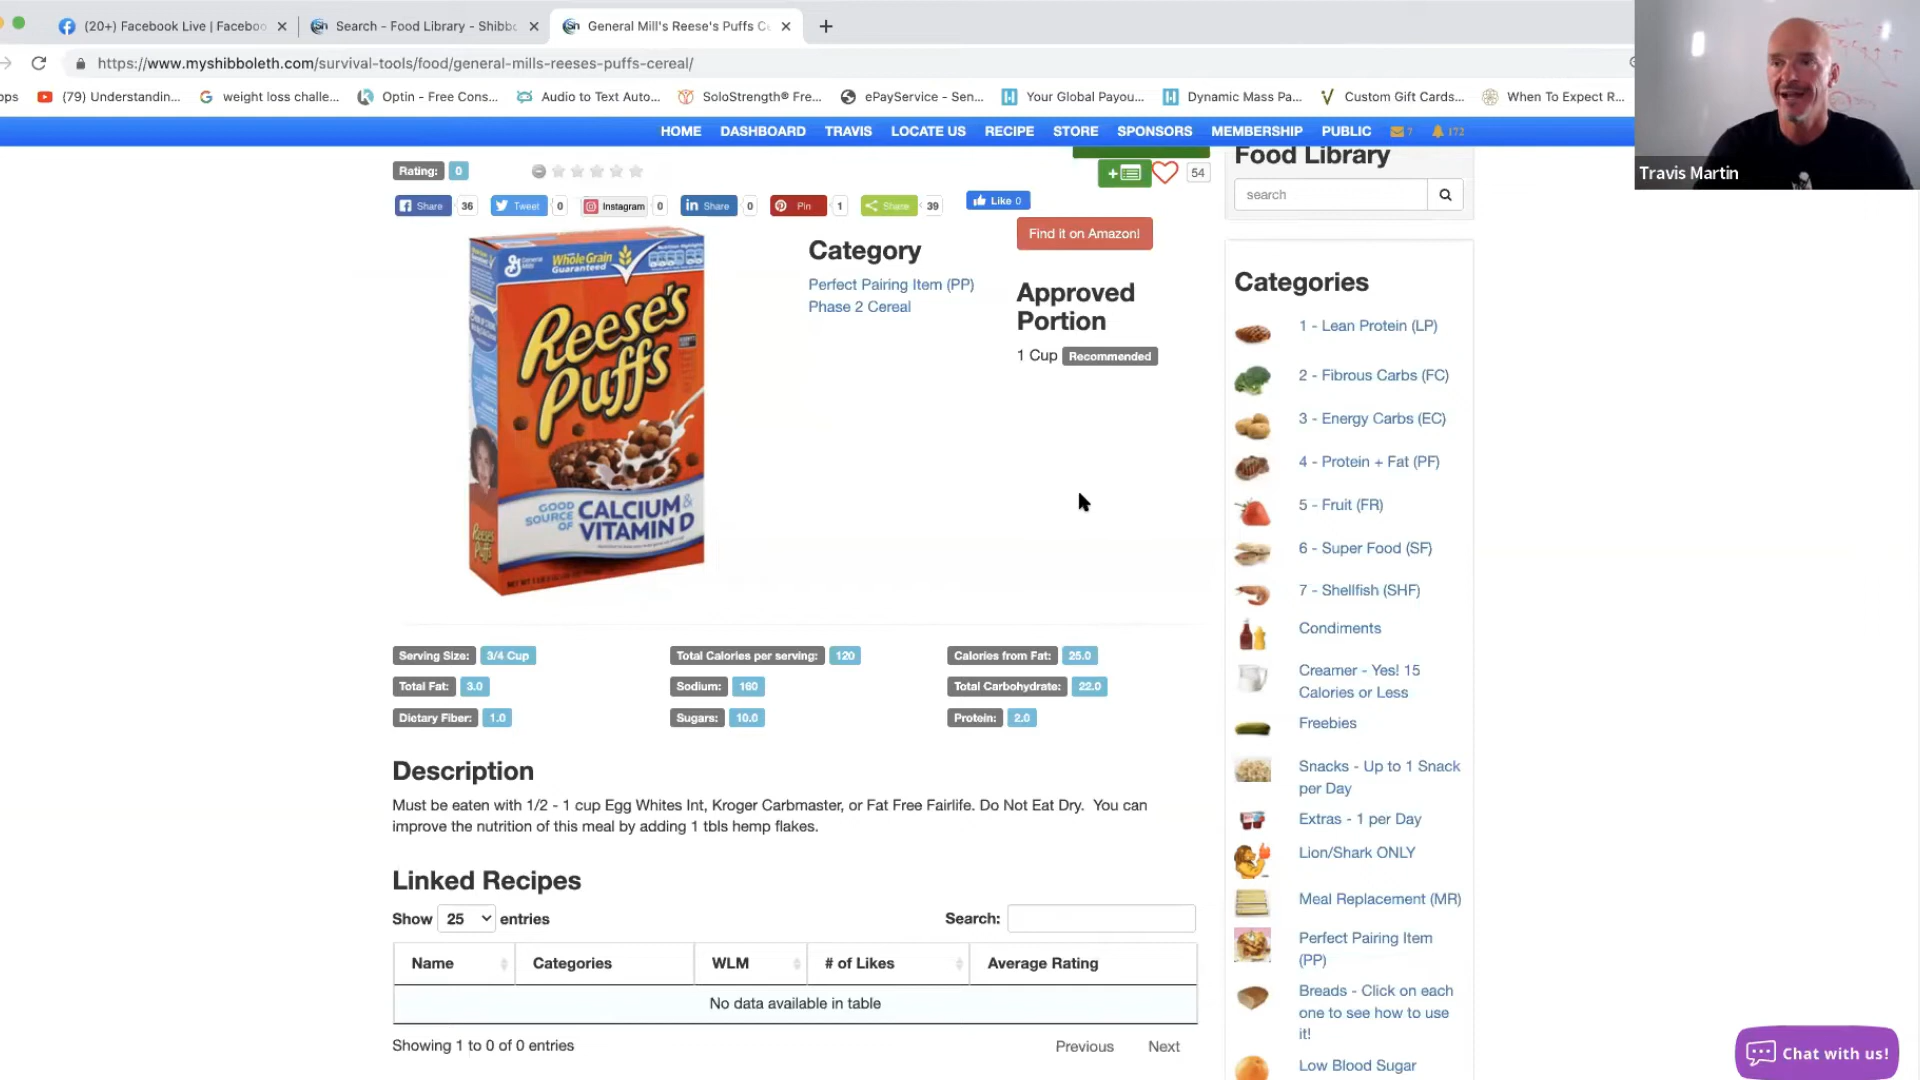 (20+) Facebook Live | Facebo
Search - Food Library - Shibbo
General Mill's Reese's Puffs C
https://www.myshibboleth.com/survival-tools/food/general-mills-reeses-puffs-cereal/
ops
(79) Understandin...
weight loss challe...
Optin - Free Cons...
Audio to Text Auto...
SoloStrength® Fre...
ePayService - Sen...
Your Global Payou...
Dynamic Mass Pa...
Custom Gift Cards...
When To Expect R...
HOME DASHBOARD TRAVIS LOCATE US RECIPE STORE SPONSORS MEMBERSHIP PUBLIC 7 172
Travis Martin
Rating: 0
54
Share 36 Tweet 0 Instagram 0 Share 0 Pin 1 Share 39 Like 0
Find it on Amazon!
General Mills
Whole Grain
Guaranteed
Reese's
Puffs
GOOD
SOURCE
OF
CALCIUM &
VITAMIN D
Category
Perfect Pairing Item (PP)
Phase 2 Cereal
Approved
Portion
1 Cup Recommended
Serving Size: 3/4 Cup
Total Calories per serving: 120
Calories from Fat: 25.0
Total Fat: 3.0
Sodium: 160
Total Carbohydrate: 22.0
Dietary Fiber: 1.0
Sugars: 10.0
Protein: 2.0
Description
Must be eaten with 1/2 - 1 cup Egg Whites Int, Kroger Carbmaster, or Fat Free Fairlife. Do Not Eat Dry. You can
improve the nutrition of this meal by adding 1 tbls hemp flakes.
Linked Recipes
Show 25 entries
Search:
Name Categories WLM # of Likes Average Rating
No data available in table
Showing 1 to 0 of 0 entries
Previous Next
Food Library
search
Categories
1 - Lean Protein (LP)
2 - Fibrous Carbs (FC)
3 - Energy Carbs (EC)
4 - Protein + Fat (PF)
5 - Fruit (FR)
6 - Super Food (SF)
7 - Shellfish (SHF)
Condiments
Creamer - Yes! 15
Calories or Less
Freebies
Snacks - Up to 1 Snack
per Day
Extras - 1 per Day
Lion/Shark ONLY
Meal Replacement (MR)
Perfect Pairing Item
(PP)
Breads - Click on each
one to see how to use
it!
Low Blood Sugar
Chat with us!